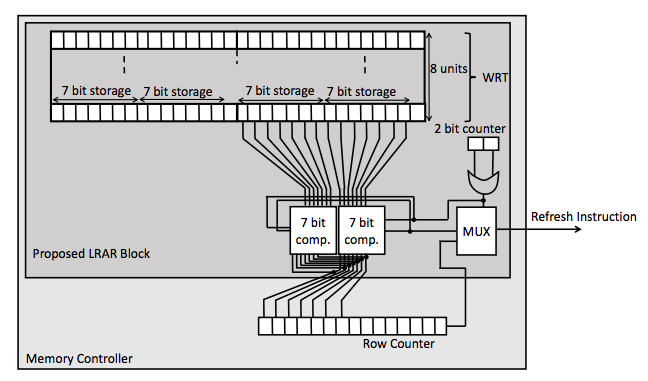 8 units
WRT
7 bit storage
7 bit storage
7 bit storage
7 bit storage
2 bit counter
7 bit
comp.
7 bit
comp.
MUX
Refresh Instruction
Proposed LRAR Block
Row Counter
Memory Controller